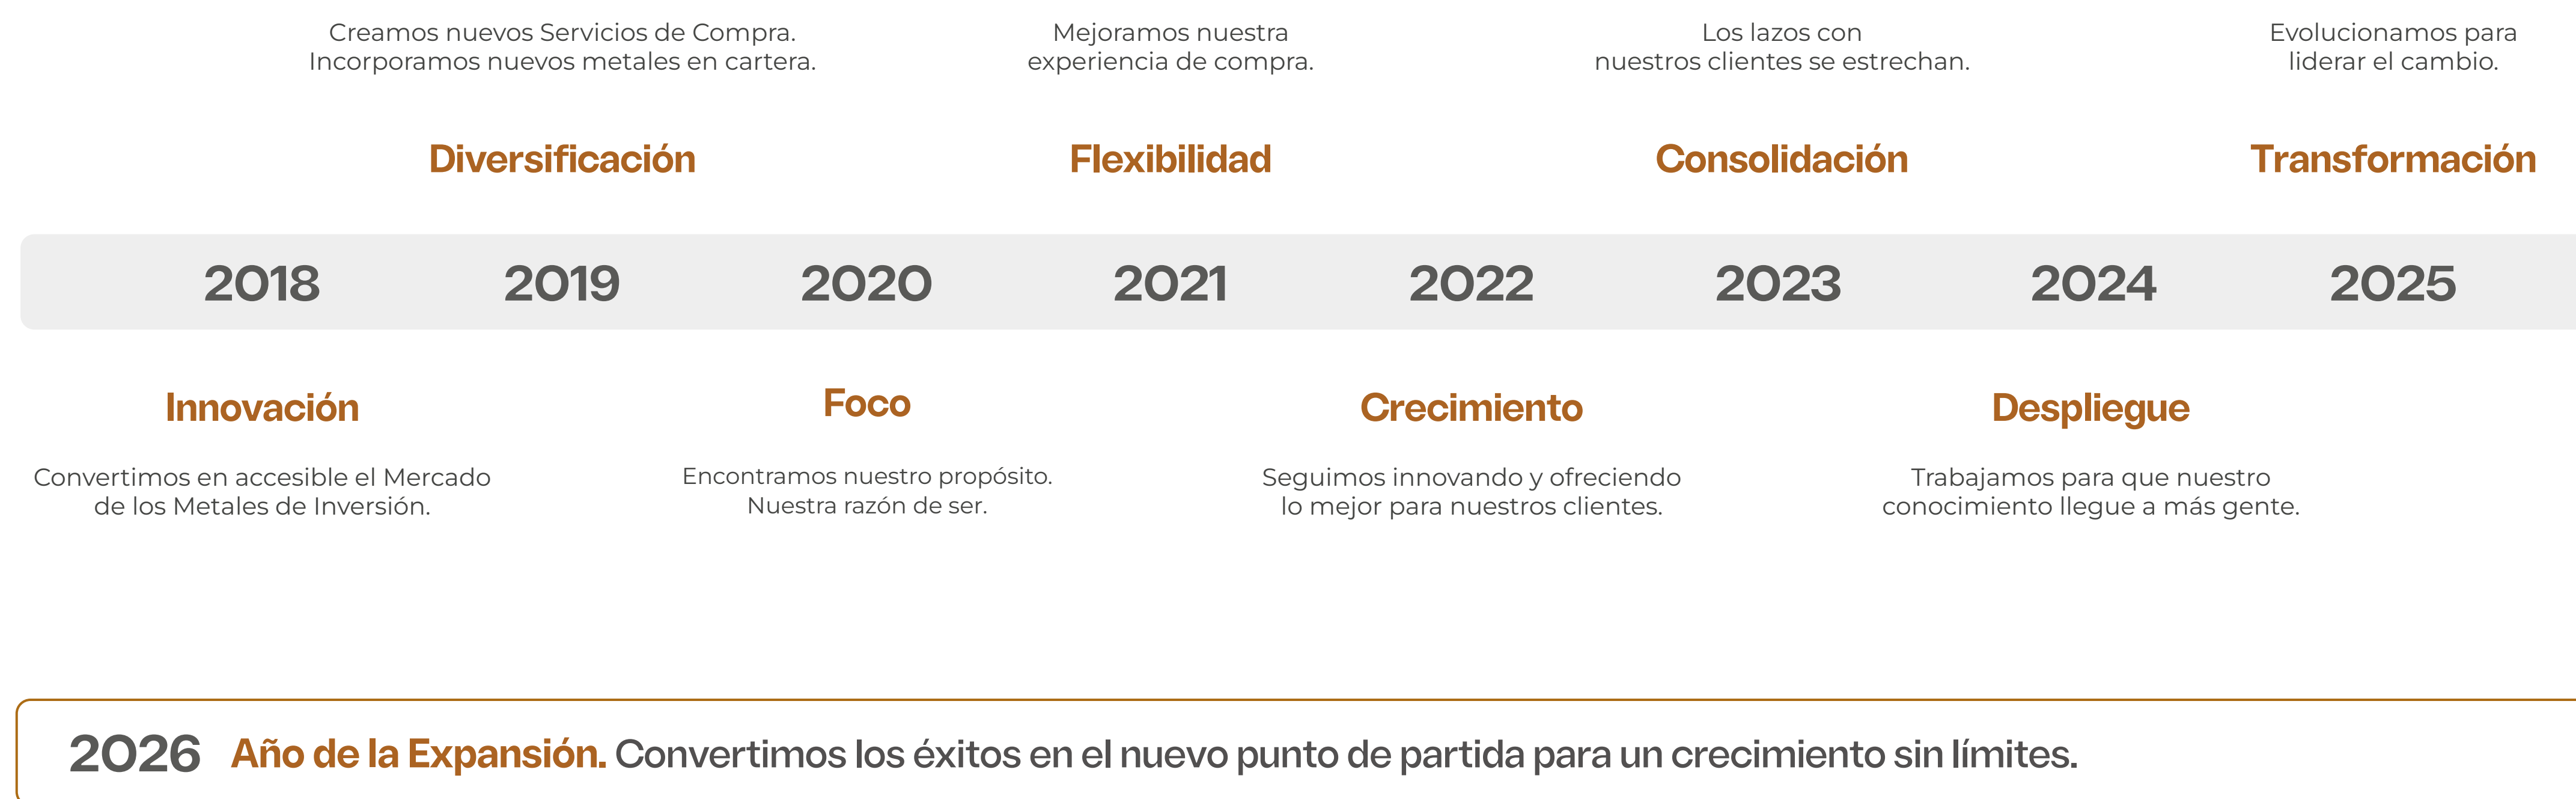 Creamos nuevos Servicios de Compra.
Incorporamos nuevos metales en cartera.
Mejoramos nuestra
experiencia de compra.
Los lazos con
nuestros clientes se estrechan.
Evolucionamos para
liderar el cambio.
Diversificación
Flexibilidad
Consolidación
Transformación
2018
2019
2020
2021
2022
2023
2024
2025
Innovación
Foco
Crecimiento
Despliegue
Convertimos en accesible el Mercado
de los Metales de Inversión.
Encontramos nuestro propósito.
Nuestra razón de ser.
Seguimos innovando y ofreciendo
lo mejor para nuestros clientes.
Trabajamos para que nuestro
conocimiento llegue a más gente.
2026 Año de la Expansión. Convertimos los éxitos en el nuevo punto de partida para un crecimiento sin límites.